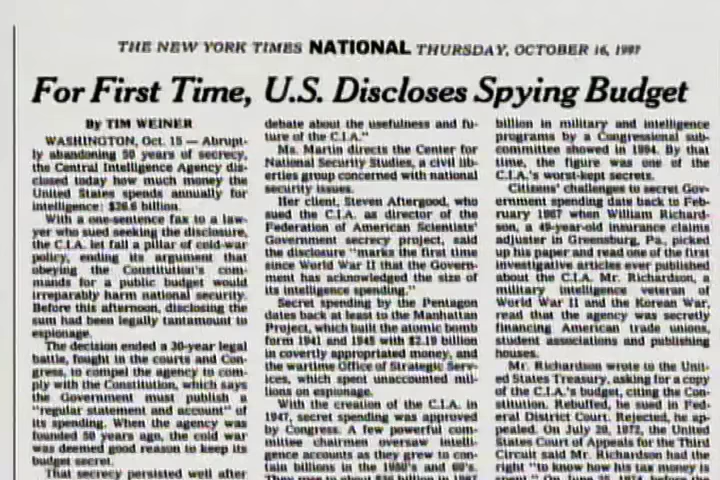 THE NEW YORK TIMES NATIONAL THURSDAY, OCTOBER 16, 1997
For First Time, U.S. Discloses Spying Budget
By TIM WEINER
WASHINGTON, Oct. 15 — Abrupt-
ly abandoning 50 years of secrecy,
the Central Intelligence Agency dis-
closed today how much money the
United States spends annually for
intelligence: $26.6 billion.
With a one-sentence fax to a law-
yer who sued seeking the disclosure,
the C.I.A. let fall a pillar of cold-war
policy, ending its argument that
obeying the Constitution's com-
mands for a public budget would
irreparably harm national security.
Before this afternoon, disclosing the
sum had been legally tantamount to
espionage.
The decision ended a 30-year legal
battle, fought in the courts and Con-
gress, to compel the agency to com-
ply with the Constitution, which says
the Government must publish a
"regular statement and account" of
its spending. When the agency was
founded 50 years ago, the cold war
was deemed good reason to keep its
budget secret.
That secrecy persisted well after
debate about the usefulness and fu-
ture of the C.I.A."
Ms. Martin directs the Center for
National Security Studies, a civil lib-
erties group concerned with national
security issues.
Her client, Steven Aftergood, who
sued the C.I.A. as director of the
Federation of American Scientists'
Government secrecy project, said
the disclosure "marks the first time
since World War II that the Govern-
ment has acknowledged the size of
its intelligence spending."
Secret spending by the Pentagon
dates back at least to the Manhattan
Project, which built the atomic bomb
form 1941 and 1945 with $2.19 billion
in covertly appropriated money, and
the wartime Office of Strategic Serv-
ices, which spent unaccounted mil-
lions on espionage.
With the creation of the C.I.A. in
1947, secret spending was approved
by Congress. A few powerful com-
mittee chairmen oversaw intelli-
gence accounts as they grew to con-
tain billions in the 1950's and 60's.
They rose to about $36 billion in 1987
billion in military and intelligence
programs by a Congressional sub-
committee showed in 1994. By that
time, the figure was one of the
C.I.A.'s worst-kept secrets.
Citizens' challenges to secret Gov-
ernment spending date back to Feb-
ruary 1967 when William Richard-
son, a 49-year-old insurance claims
adjuster in Greensburg, Pa., picked
up his paper and read one of the first
investigative articles ever published
about the C.I.A. Mr. Richardson, a
military intelligence veteran of
World War II and the Korean War,
read that the agency was secretly
financing American trade unions,
student associations and publishing
houses.
Mr. Richardson wrote to the Unit-
ed States Treasury, asking for a copy
of the C.I.A.'s budget, citing the Con-
stitution. Rebuffed, he sued in Fed-
eral District Court. Rejected, he ap-
pealed. On July 20, 1972, the United
States Court of Appeals for the Third
Circuit said Mr. Richardson had the
right "to know how his tax money is
spent." On June 25, 1974, before the